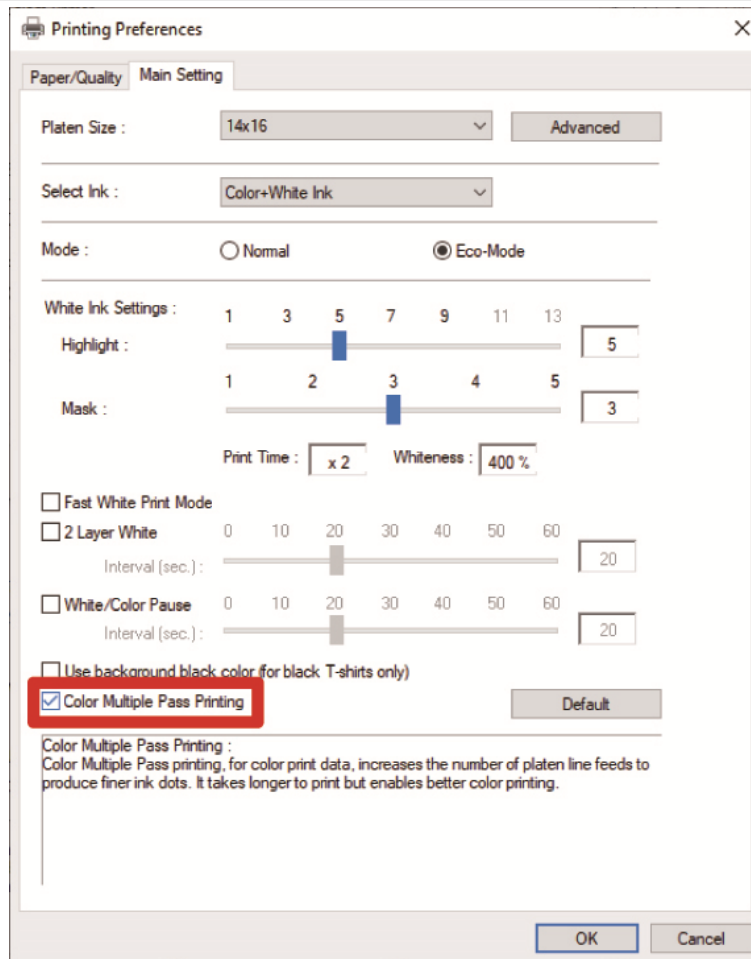 Printing Preferences
Paper/Quality Main Setting
Platen Size : 14x16 Advanced
Select Ink : Color+White Ink
Mode : Normal Eco-Mode
White Ink Settings : 1 3 5 7 9 11 13
Highlight : 5
1 2 3 4 5
Mask : 3
Print Time : x 2 Whiteness : 400 %
Fast White Print Mode
2 Layer White 0 10 20 30 40 50 60
Interval (sec.) : 20
White/Color Pause 0 10 20 30 40 50 60
Interval (sec.) : 20
Use background black color (for black T-shirts only)
Color Multiple Pass Printing Default
Color Multiple Pass Printing :
Color Multiple Pass printing, for color print data, increases the number of platen line feeds to
produce finer ink dots. It takes longer to print but enables better color printing.
OK Cancel